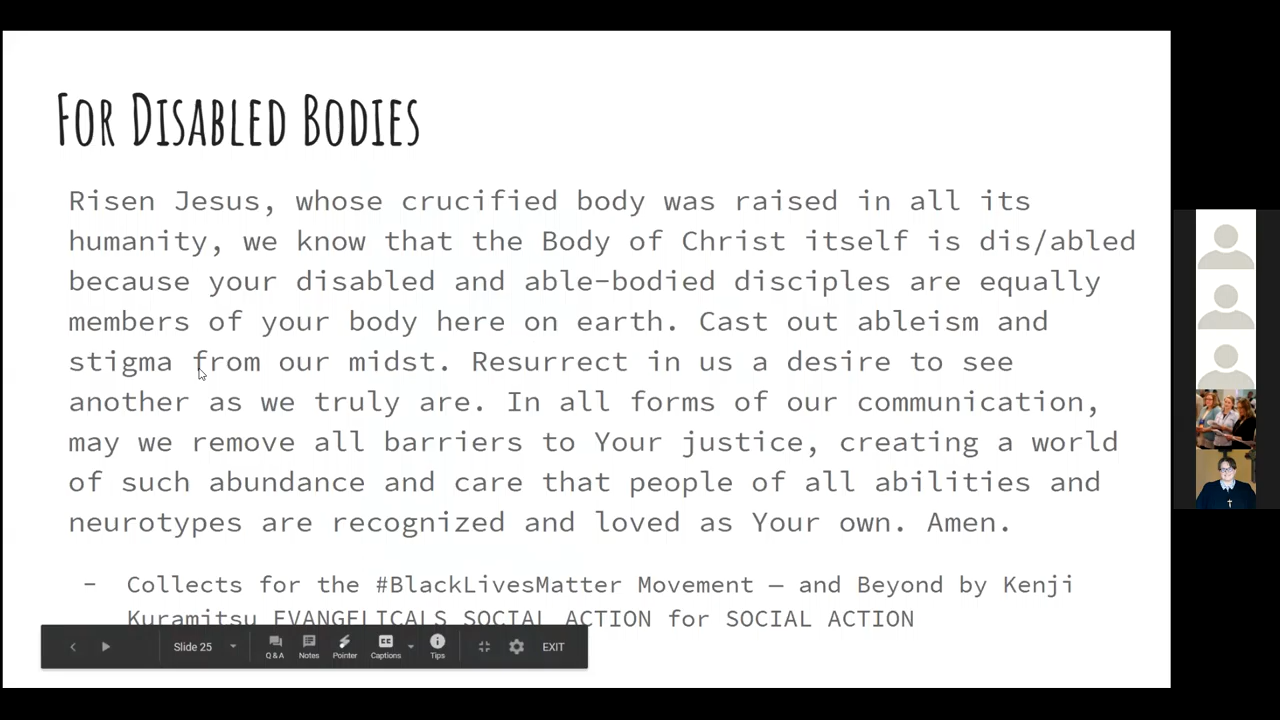 For Disabled Bodies
Risen Jesus, whose crucified body was raised in all its
humanity, we know that the Body of Christ itself is dis/abled
because your disabled and able-bodied disciples are equally
members of your body here on earth. Cast out ableism and
stigma from our midst. Resurrect in us a desire to see
another as we truly are. In all forms of our communication,
may we remove all barriers to Your justice, creating a world
of such abundance and care that people of all abilities and
neurotypes are recognized and loved as Your own. Amen.
- Collects for the #BlackLivesMatter Movement — and Beyond by Kenji
Kuramitsu EVANGELICALS SOCIAL ACTION for SOCIAL ACTION
Slide 25 Q & A Notes Pointer CC Captions Tips EXIT